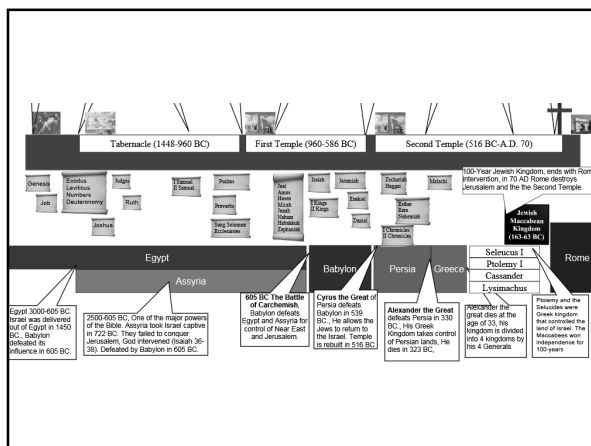 Tabernacle (1448-960 BC)
First Temple (960-586 BC)
Second Temple (516 BC-A.D. 70)
Genesis
Job
Exodus
Leviticus
Numbers
Deuteronomy
Judges
Ruth
Joshua
I Samuel
II Samuel
Psalms
Proverbs
Song Solomon
Ecclesiastes
Joel
Amos
Hosea
Micah
Jonah
Nahum
Habakkuk
Zephaniah
Isaiah
Jeremiah
I Kings
II Kings
Ezekiel
Daniel
Zechariah
Haggai
Malachi
Esther
Ezra
Nehemiah
I Chronicles
II Chronicles
100-Year Jewish Kingdom, ends with Rom
intervention, in 70 AD Rome destroys
Jerusalem and the the Second Temple.
Jewish
Maccabean
Kingdom
(163-63 BC)
Egypt
Assyria
Babylon
Persia
Greece
Seleucus I
Ptolemy I
Cassander
Lysimachus
Rome
Egypt 3000-605 BC.
Israel was delivered
out of Egypt in 1450
BC., Babylon
defeated its
influence in 605 BC.
2500-605 BC, One of the major powers
of the Bible. Assyria took Israel captive
in 722 BC. They failed to conquer
Jerusalem, God intervened (Isaiah 36-
38). Defeated by Babylon in 605 BC.
605 BC The Battle
of Carchemish,
Babylon defeats
Egypt and Assyria for
control of Near East
and Jerusalem.
Cyrus the Great of
Persia defeats
Babylon in 539
BC., He allows the
Jews to return to
the Israel. Temple
is rebuilt in 516 BC
Alexander the Great
defeats Persia in 330
BC., His Greek
Kingdom takes control
of Persian lands, He
dies in 323 BC,
Alexander the
great dies at the
age of 33, his
kingdom is divided
into 4 kingdoms by
his 4 Generals
Ptolemy and the
Selucides were
Greek kingdom
that controlled the
land of Israel. The
Maccabees won
independence for
100-years